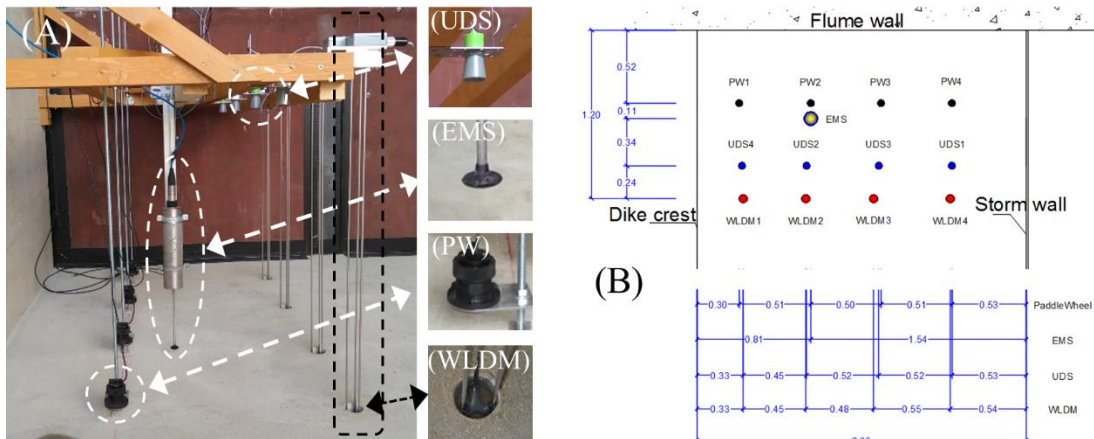 (A)
(UDS)
(EMS)
(PW)
(WLDM)
Flume wall
PW1 PW2 PW3 PW4
EMS
UDS4 UDS2 UDS3 UDS1
WLDM1 WLDM2 WLDM3 WLDM4
1.20
0.52
0.11
0.34
0.24
Dike crest
Storm wall
(B)
0.30 0.51 0.50 0.51 0.53 PaddleWheel
0.81 1.54 EMS
0.33 0.45 0.52 0.52 0.53 UDS
0.33 0.45 0.48 0.55 0.54 WLDM